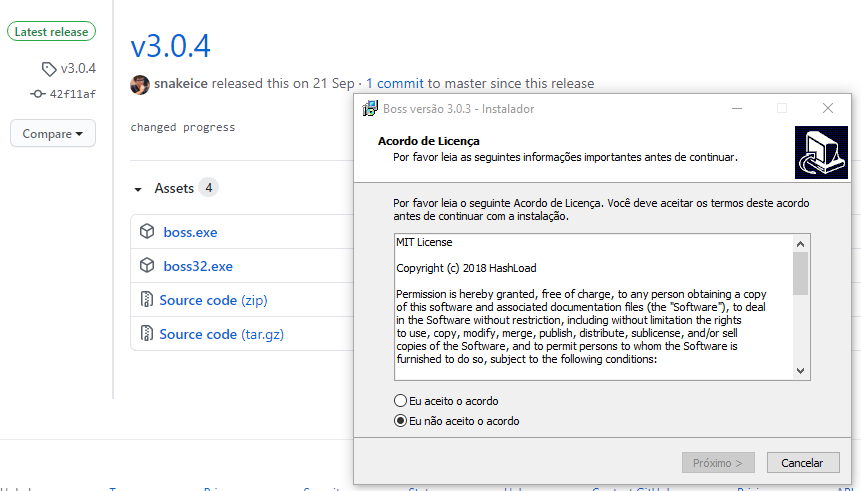 Latest release
v3.0.4
42f11af
Compare
v3.0.4
snakeice released this on 21 Sep · 1 commit to master since this release
changed progress
Assets 4
boss.exe
boss32.exe
Source code (zip)
Source code (tar.gz)
Boss versão 3.0.3 - Instalador
Acordo de Licença
Por favor leia as seguintes informações importantes antes de continuar.
Por favor leia o seguinte Acordo de Licença. Você deve aceitar os termos deste acordo
antes de continuar com a instalação.
MIT License
Copyright (c) 2018 HashLoad
Permission is hereby granted, free of charge, to any person obtaining a copy
of this software and associated documentation files (the "Software"), to deal
in the Software without restriction, including without limitation the rights
to use, copy, modify, merge, publish, distribute, sublicense, and/or sell
copies of the Software, and to permit persons to whom the Software is
furnished to do so, subject to the following conditions:
Eu aceito o acordo
Eu não aceito o acordo
Próximo >
Cancelar